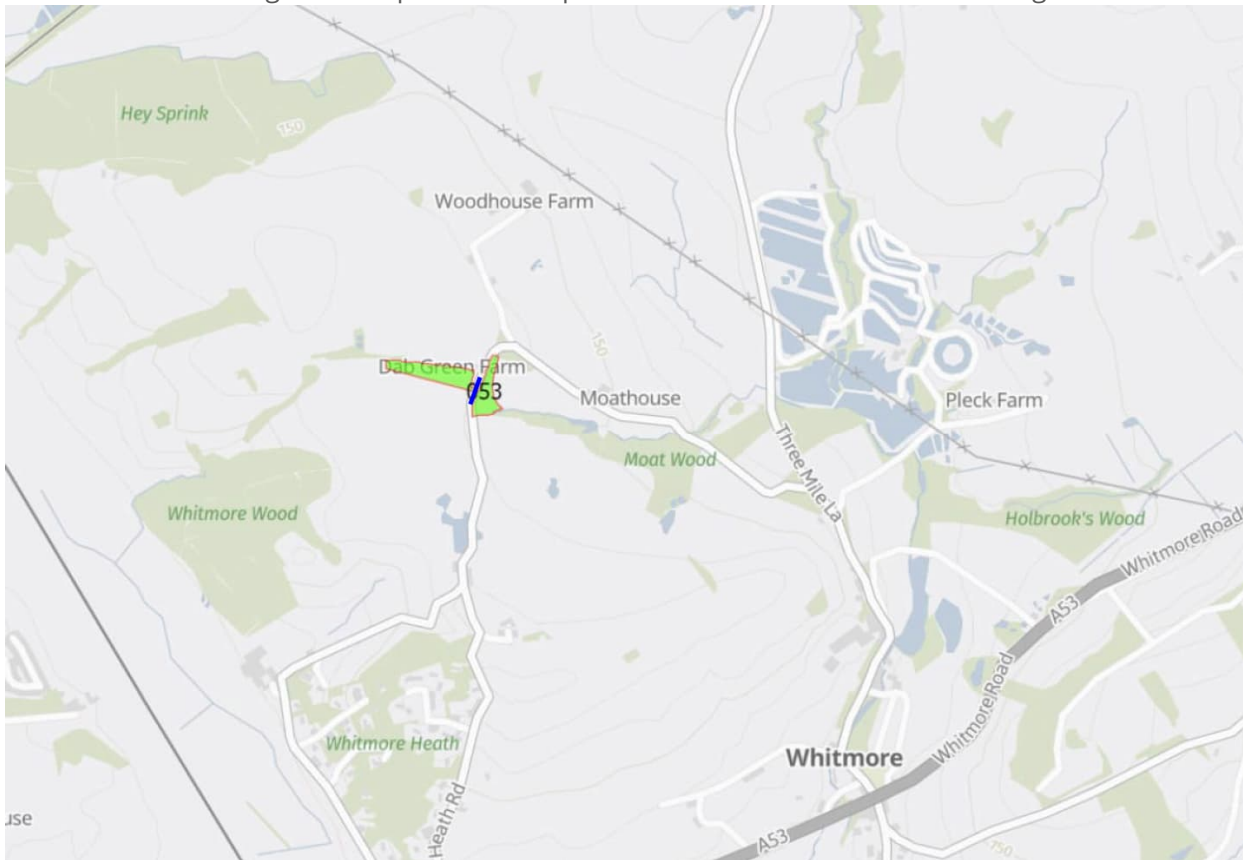 Hey Sprink
150
Woodhouse Farm
150
Dab Green Farm
053
Moathouse
Pleck Farm
Three Mile La
Moat Wood
Whitmore Wood
Holbrook's Wood
Whitmore Road
A53
Whitmore Road
Whitmore Heath
Whitmore
Heath Rd
use
A53
150